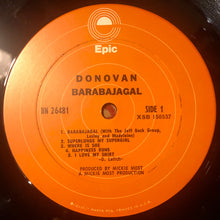 Epic
DONOVAN
BARABAJAGAL
BN 26481
SIDE 1
XSB 150537
1. BARABAJAGAL (With The Jeff Beck Group,
Lesley and Madeleine)
2. SUPERLUNGS MY SUPERGIRL
3. WHERE IS SHE
4. HAPPINESS RUNS
5. I LOVE MY SHIRT
- D. Leitch -
PRODUCED BY MICKIE MOST
A MICKIE MOST PRODUCTION